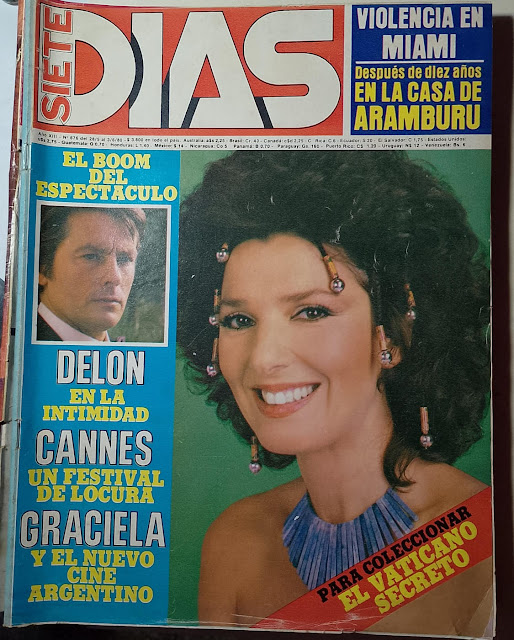 SIETE
DIAS
VIOLENCIA EN
MIAMI
Después de diez años
EN LA CASA DE
ARAMBURU
EL BOOM
DEL
ESPECTACULO
DELON
EN LA
INTIMIDAD
CANNES
UN FESTIVAL
DE LOCURA
GRACIELA
Y EL NUEVO
CINE
ARGENTINO
PARA COLECCIONAR
EL VATICANO
SECRETO